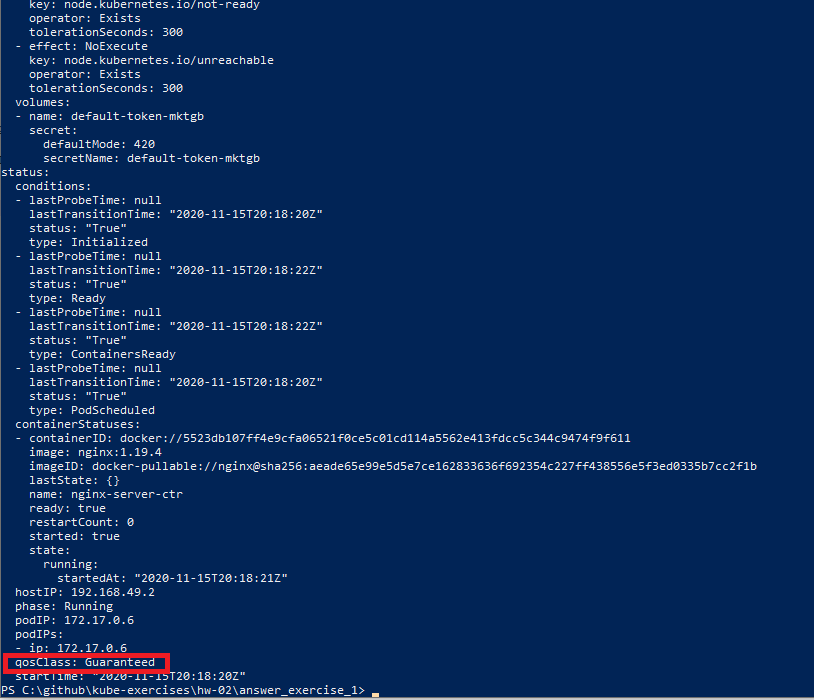 key: node.kubernetes.io/not-ready
    operator: Exists
    tolerationSeconds: 300
  - effect: NoExecute
    key: node.kubernetes.io/unreachable
    operator: Exists
    tolerationSeconds: 300
  volumes:
  - name: default-token-mktgb
    secret:
      defaultMode: 420
      secretName: default-token-mktgb
status:
  conditions:
  - lastProbeTime: null
    lastTransitionTime: "2020-11-15T20:18:20Z"
    status: "True"
    type: Initialized
  - lastProbeTime: null
    lastTransitionTime: "2020-11-15T20:18:22Z"
    status: "True"
    type: Ready
  - lastProbeTime: null
    lastTransitionTime: "2020-11-15T20:18:22Z"
    status: "True"
    type: ContainersReady
  - lastProbeTime: null
    lastTransitionTime: "2020-11-15T20:18:20Z"
    status: "True"
    type: PodScheduled
  containerStatuses:
  - containerID: docker://5523db107ff4e9cfa06521f0ce5c01cd114a5562e413fdcc5c344c9474f9f611
    image: nginx:1.19.4
    imageID: docker-pullable://nginx@sha256:aeade65e99e5d5e7ce162833636f692354c227ff438556e5f3ed0335b7cc2f1b
    lastState: {}
    name: nginx-server-ctr
    ready: true
    restartCount: 0
    started: true
    state:
      running:
        startedAt: "2020-11-15T20:18:21Z"
  hostIP: 192.168.49.2
  phase: Running
  podIP: 172.17.0.6
  podIPs:
  - ip: 172.17.0.6
  qosClass: Guaranteed
  startTime: "2020-11-15T20:18:20Z"
PS C:\github\kube-exercises\hw-02\answer_exercise_1>